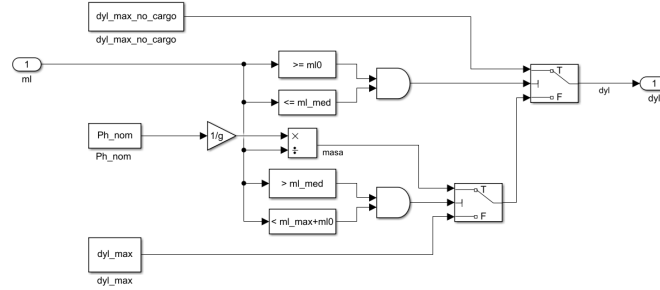 dyl_max_no_cargo
dyl_max_no_cargo
1
ml
>= ml0
<= ml_med
T
F
dyl
1
dyl
Ph_nom
Ph_nom
1/g
×
÷
masa
> ml_med
< ml_max+ml0
T
F
dyl_max
dyl_max